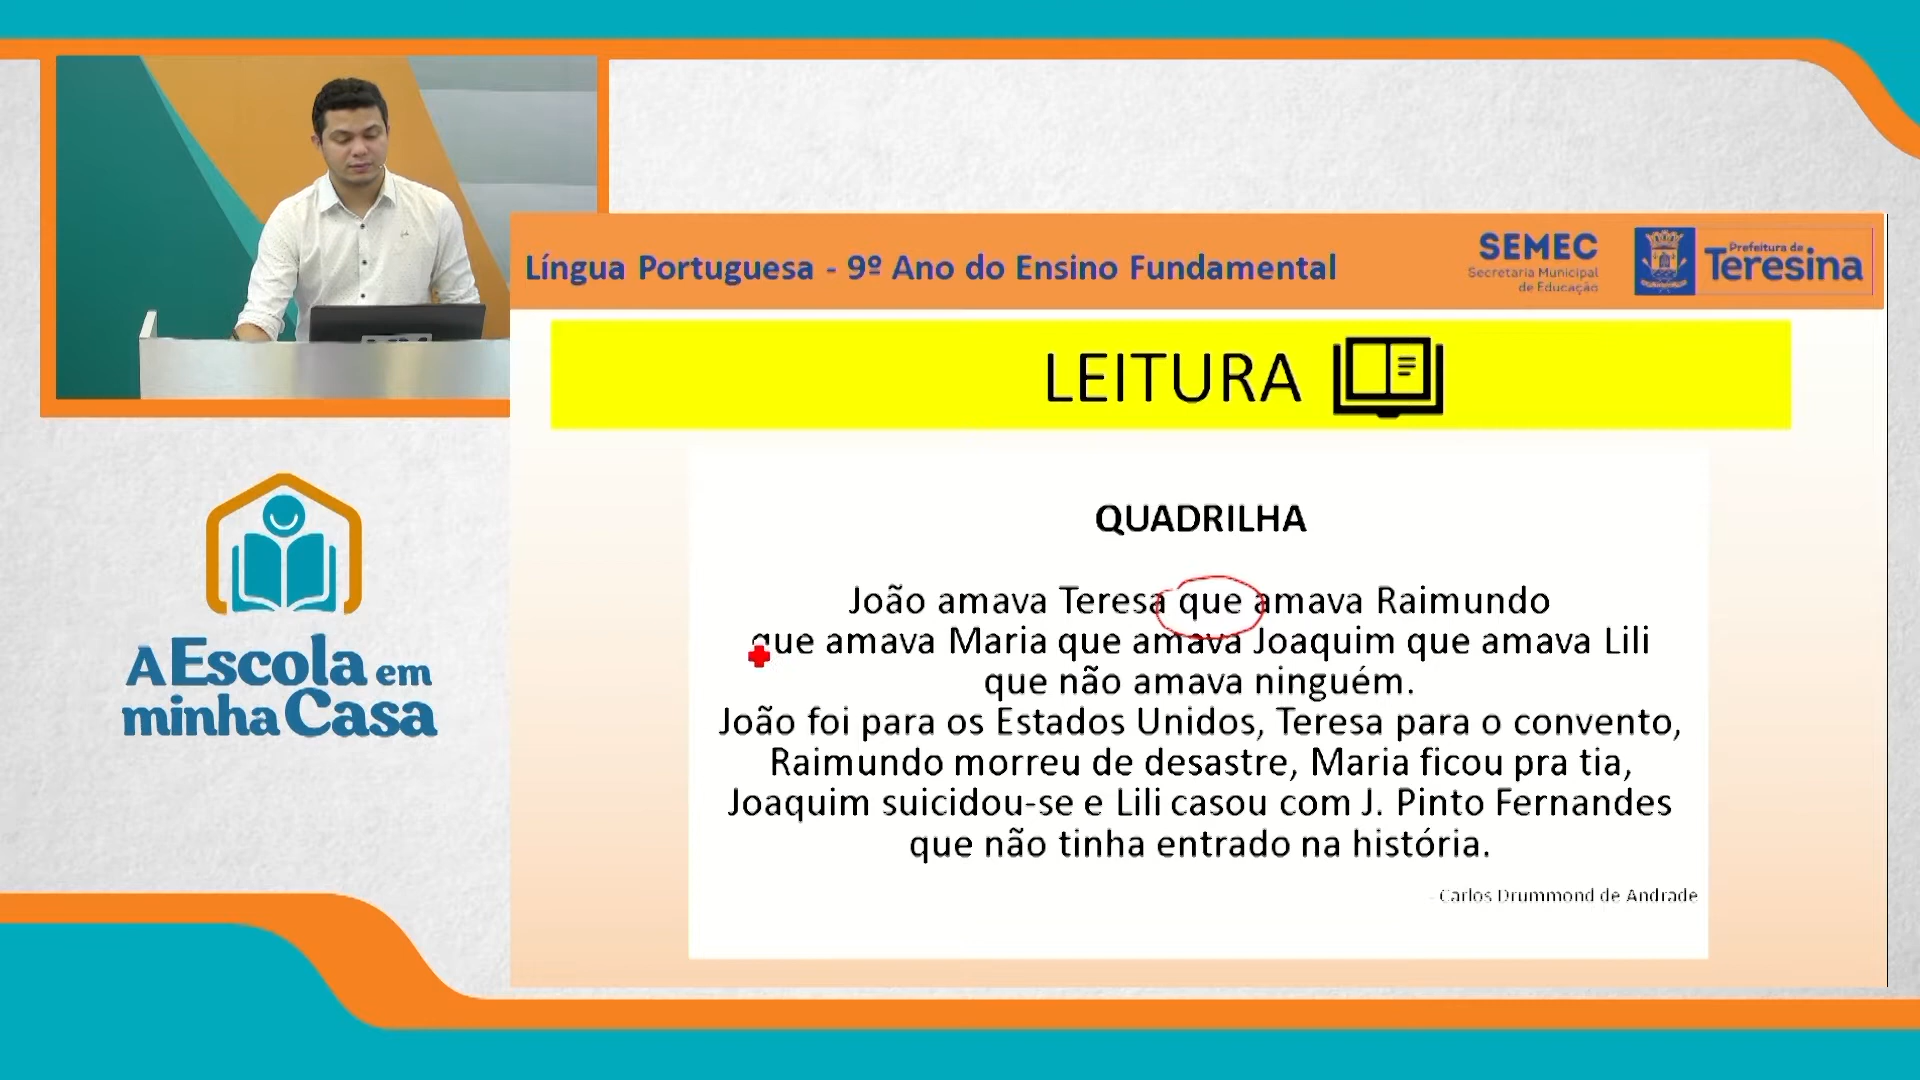 Língua Portuguesa - 9º Ano do Ensino Fundamental
SEMEC
Secretaria Municipal
de Educação
Prefeitura de
Teresina
LEITURA
QUADRILHA
João amava Teresa que amava Raimundo
que amava Maria que amava Joaquim que amava Lili
que não amava ninguém.
João foi para os Estados Unidos, Teresa para o convento,
Raimundo morreu de desastre, Maria ficou pra tia,
Joaquim suicidou-se e Lili casou com J. Pinto Fernandes
que não tinha entrado na história.
- Carlos Drummond de Andrade
A Escola em
minha Casa